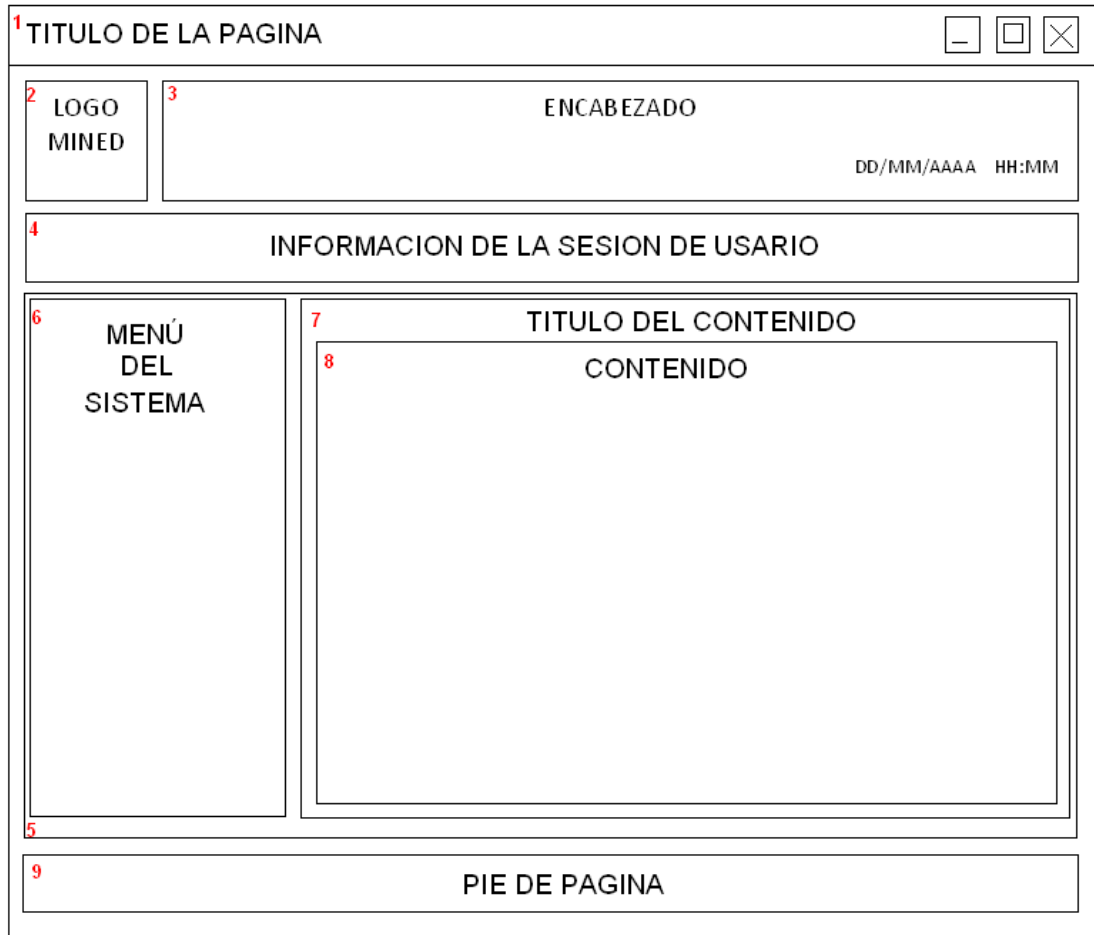 1 TITULO DE LA PAGINA
2 LOGO
MINED
3 ENCABEZADO
DD/MM/AAAA HH:MM
4 INFORMACION DE LA SESION DE USARIO
6 MENÚ
DEL
SISTEMA
7 TITULO DEL CONTENIDO
8 CONTENIDO
5
9 PIE DE PAGINA